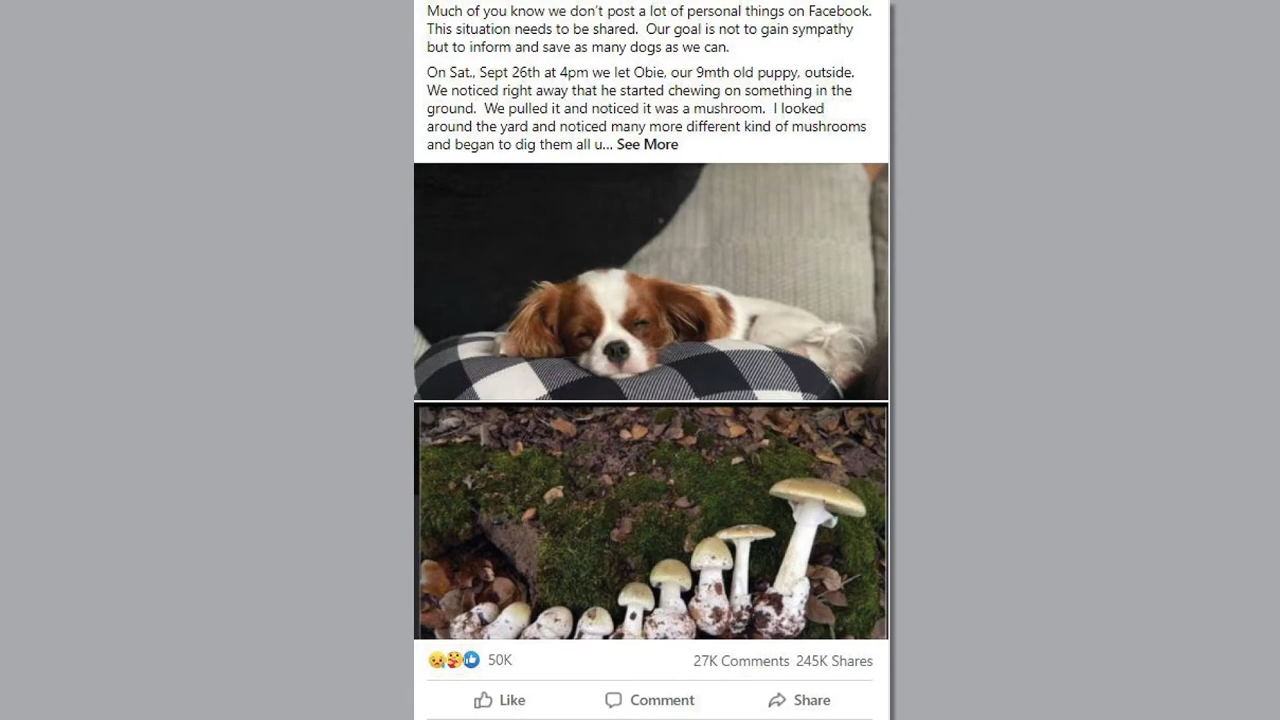 Much of you know we don't post a lot of personal things on Facebook.
This situation needs to be shared.  Our goal is not to gain sympathy
but to inform and save as many dogs as we can.
On Sat., Sept 26th at 4pm we let Obie, our 9mth old puppy, outside.
We noticed right away that he started chewing on something in the
ground.  We pulled it and noticed it was a mushroom.  I looked
around the yard and noticed many more different kind of mushrooms
and began to dig them all u... See More
50K
27K Comments 245K Shares
Like Comment Share